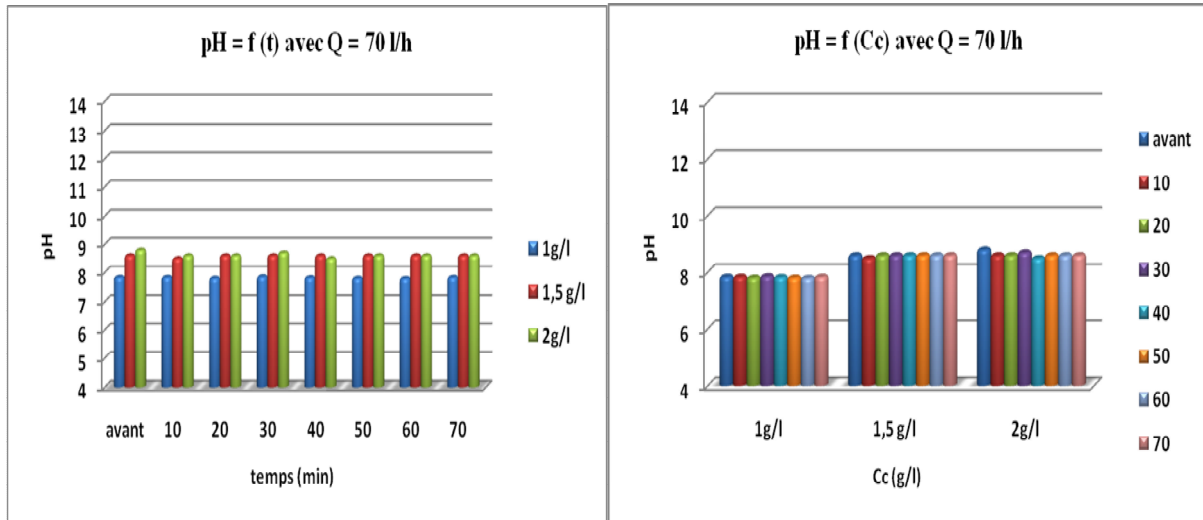 pH = f (t) avec Q = 70 l/h
pH
14
13
12
11
10
9
8
7
6
5
4
avant 10 20 30 40 50 60 70
temps (min)
1g/l
1,5 g/l
2g/l
pH = f (Cc) avec Q = 70 l/h
pH
14
12
10
8
6
4
1g/l 1,5 g/l 2g/l
Cc (g/l)
avant
10
20
30
40
50
60
70